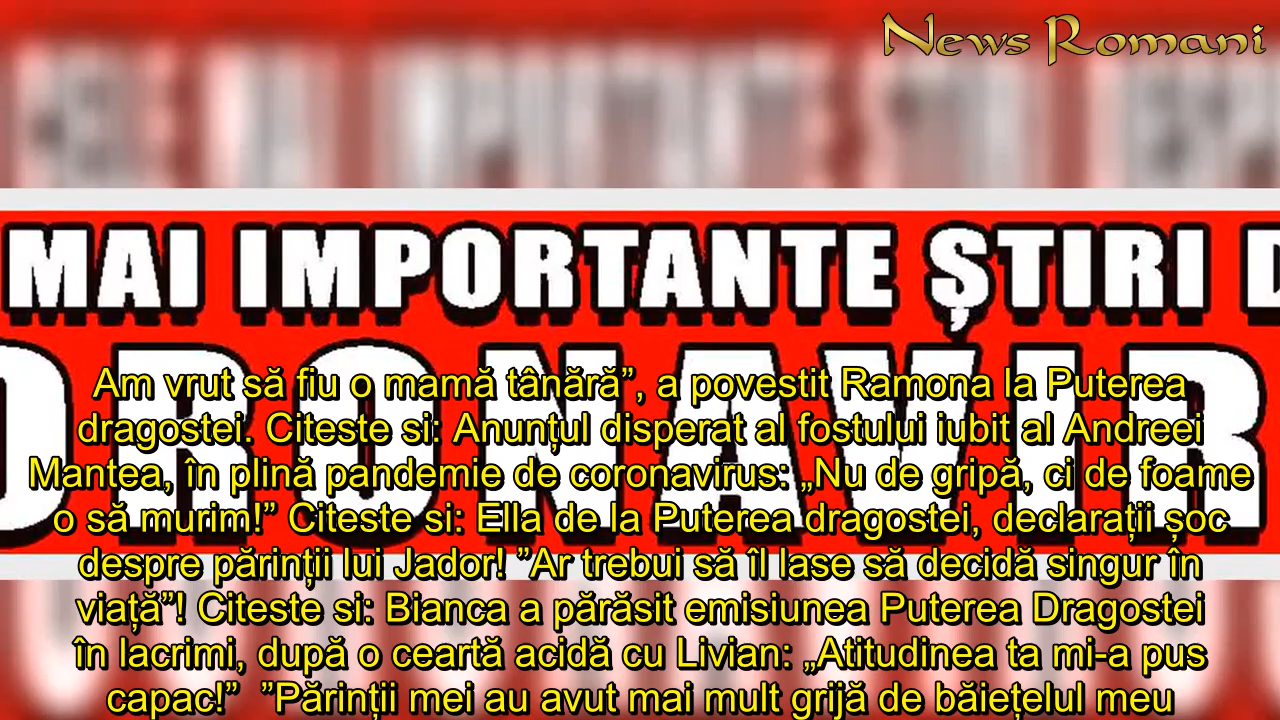 News Romani
MAI IMPORTANTE ȘTIRI D
ORONAVIR
Am vrut să fiu o mamă tânără”, a povestit Ramona la Puterea
dragostei. Citeste si: Anunțul disperat al fostului iubit al Andreei
Mantea, în plină pandemie de coronavirus: „Nu de gripă, ci de foame
o să murim!” Citeste si: Ella de la Puterea dragostei, declarații șoc
despre părinții lui Jador! ”Ar trebui să îl lase să decidă singur în
viață”! Citeste si: Bianca a părăsit emisiunea Puterea Dragostei
în lacrimi, după o ceartă acidă cu Livian: „Atitudinea ta mi-a pus
capac!” ”Părinții mei au avut mai mult grijă de băiețelul meu